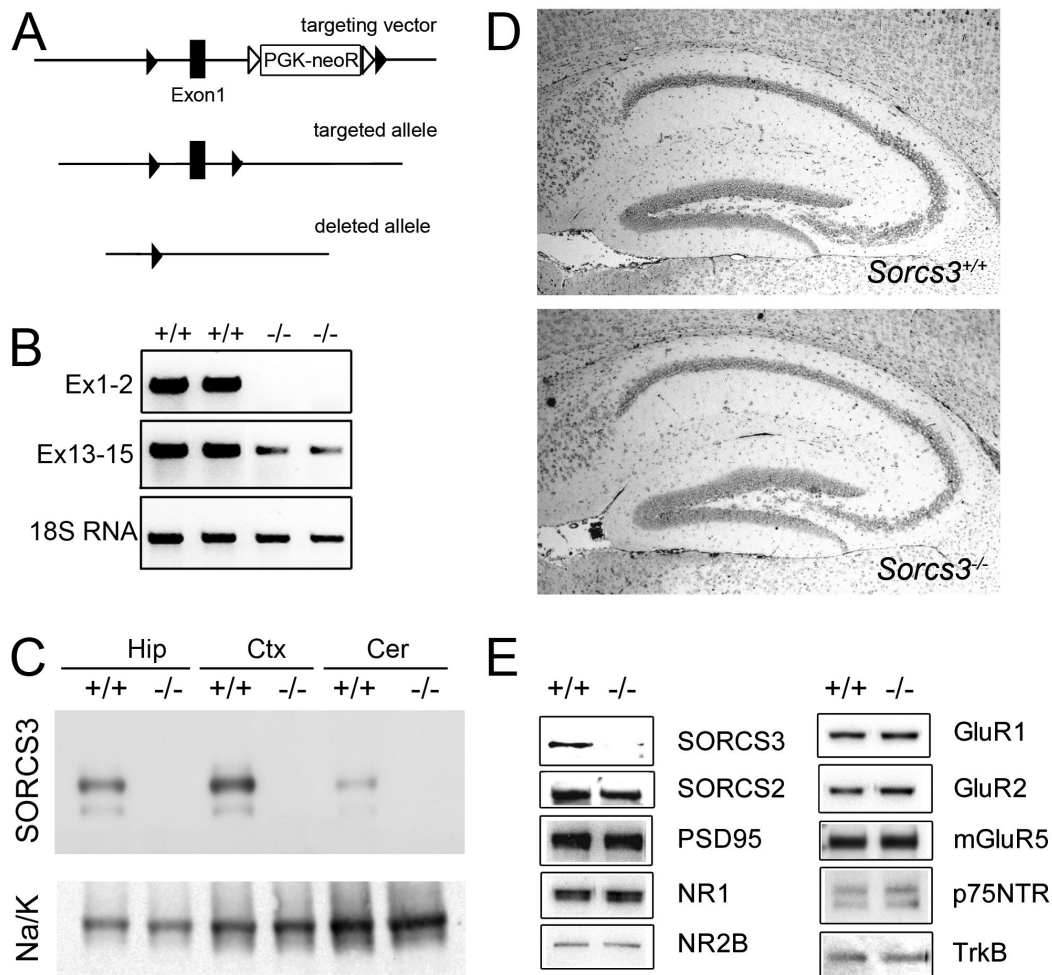 A
targeting vector
PGK-neoR
Exon1
targeted allele
deleted allele
B
+/+ +/+ -/- -/-
Ex1-2
Ex13-15
18S RNA
C
Hip Ctx Cer
+/+ -/- +/+ -/- +/+ -/-
SORCS3
Na/K
D
Sorcs3+/+
Sorcs3-/-
E
+/+ -/-
SORCS3
SORCS2
PSD95
NR1
NR2B
+/+ -/-
GluR1
GluR2
mGluR5
p75NTR
TrkB